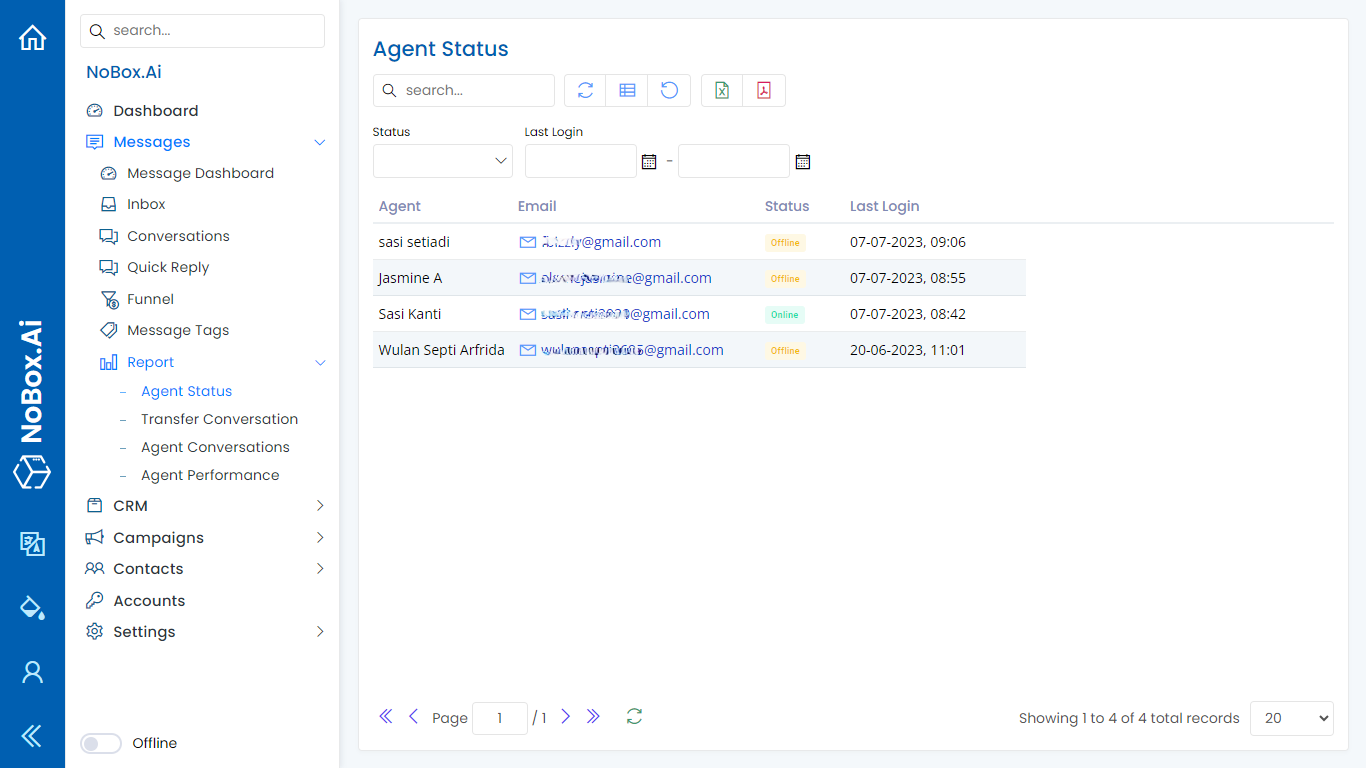 search...
NoBox.Ai
Dashboard
Messages
Message Dashboard
Inbox
Conversations
Quick Reply
Funnel
Message Tags
Report
Agent Status
Transfer Conversation
Agent Conversations
Agent Performance
CRM
Campaigns
Contacts
Accounts
Settings
Offline
NoBox.Ai
Agent Status
search...
Status
Last Login
-
Agent Email Status Last Login
sasi setiadi @gmail.com Offline 07-07-2023, 09:06
Jasmine A @gmail.com Offline 07-07-2023, 08:55
Sasi Kanti @gmail.com Online 07-07-2023, 08:42
Wulan Septi Arfrida @gmail.com Offline 20-06-2023, 11:01
Page 1 / 1
Showing 1 to 4 of 4 total records 20